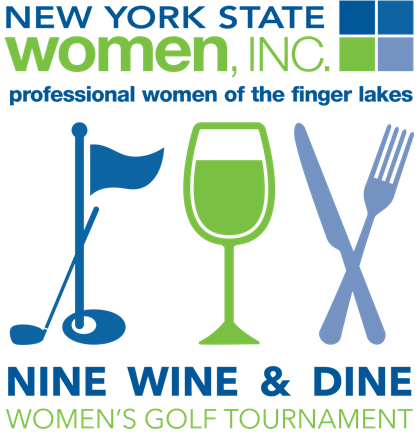 NEW YORK STATE
women, INC.
professional women of the finger lakes
NINE WINE & DINE
WOMEN'S GOLF TOURNAMENT